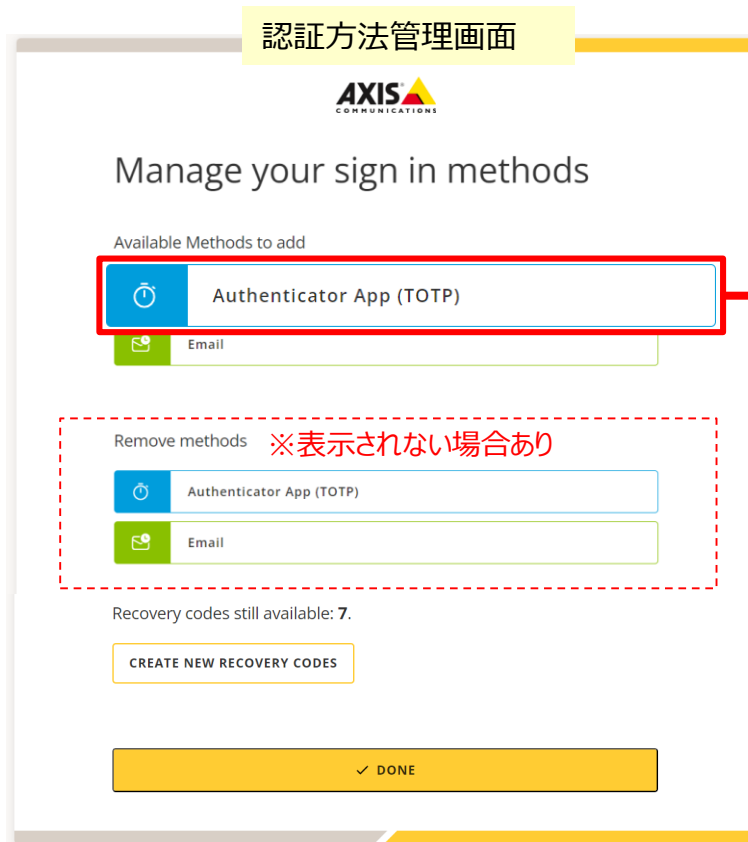 認証方法管理画面
AXIS
COMMUNICATIONS
Manage your sign in methods
Available Methods to add
Authenticator App (TOTP)
Email
Remove methods ※表示されない場合あり
Authenticator App (TOTP)
Email
Recovery codes still available: 7.
CREATE NEW RECOVERY CODES
✓ DONE